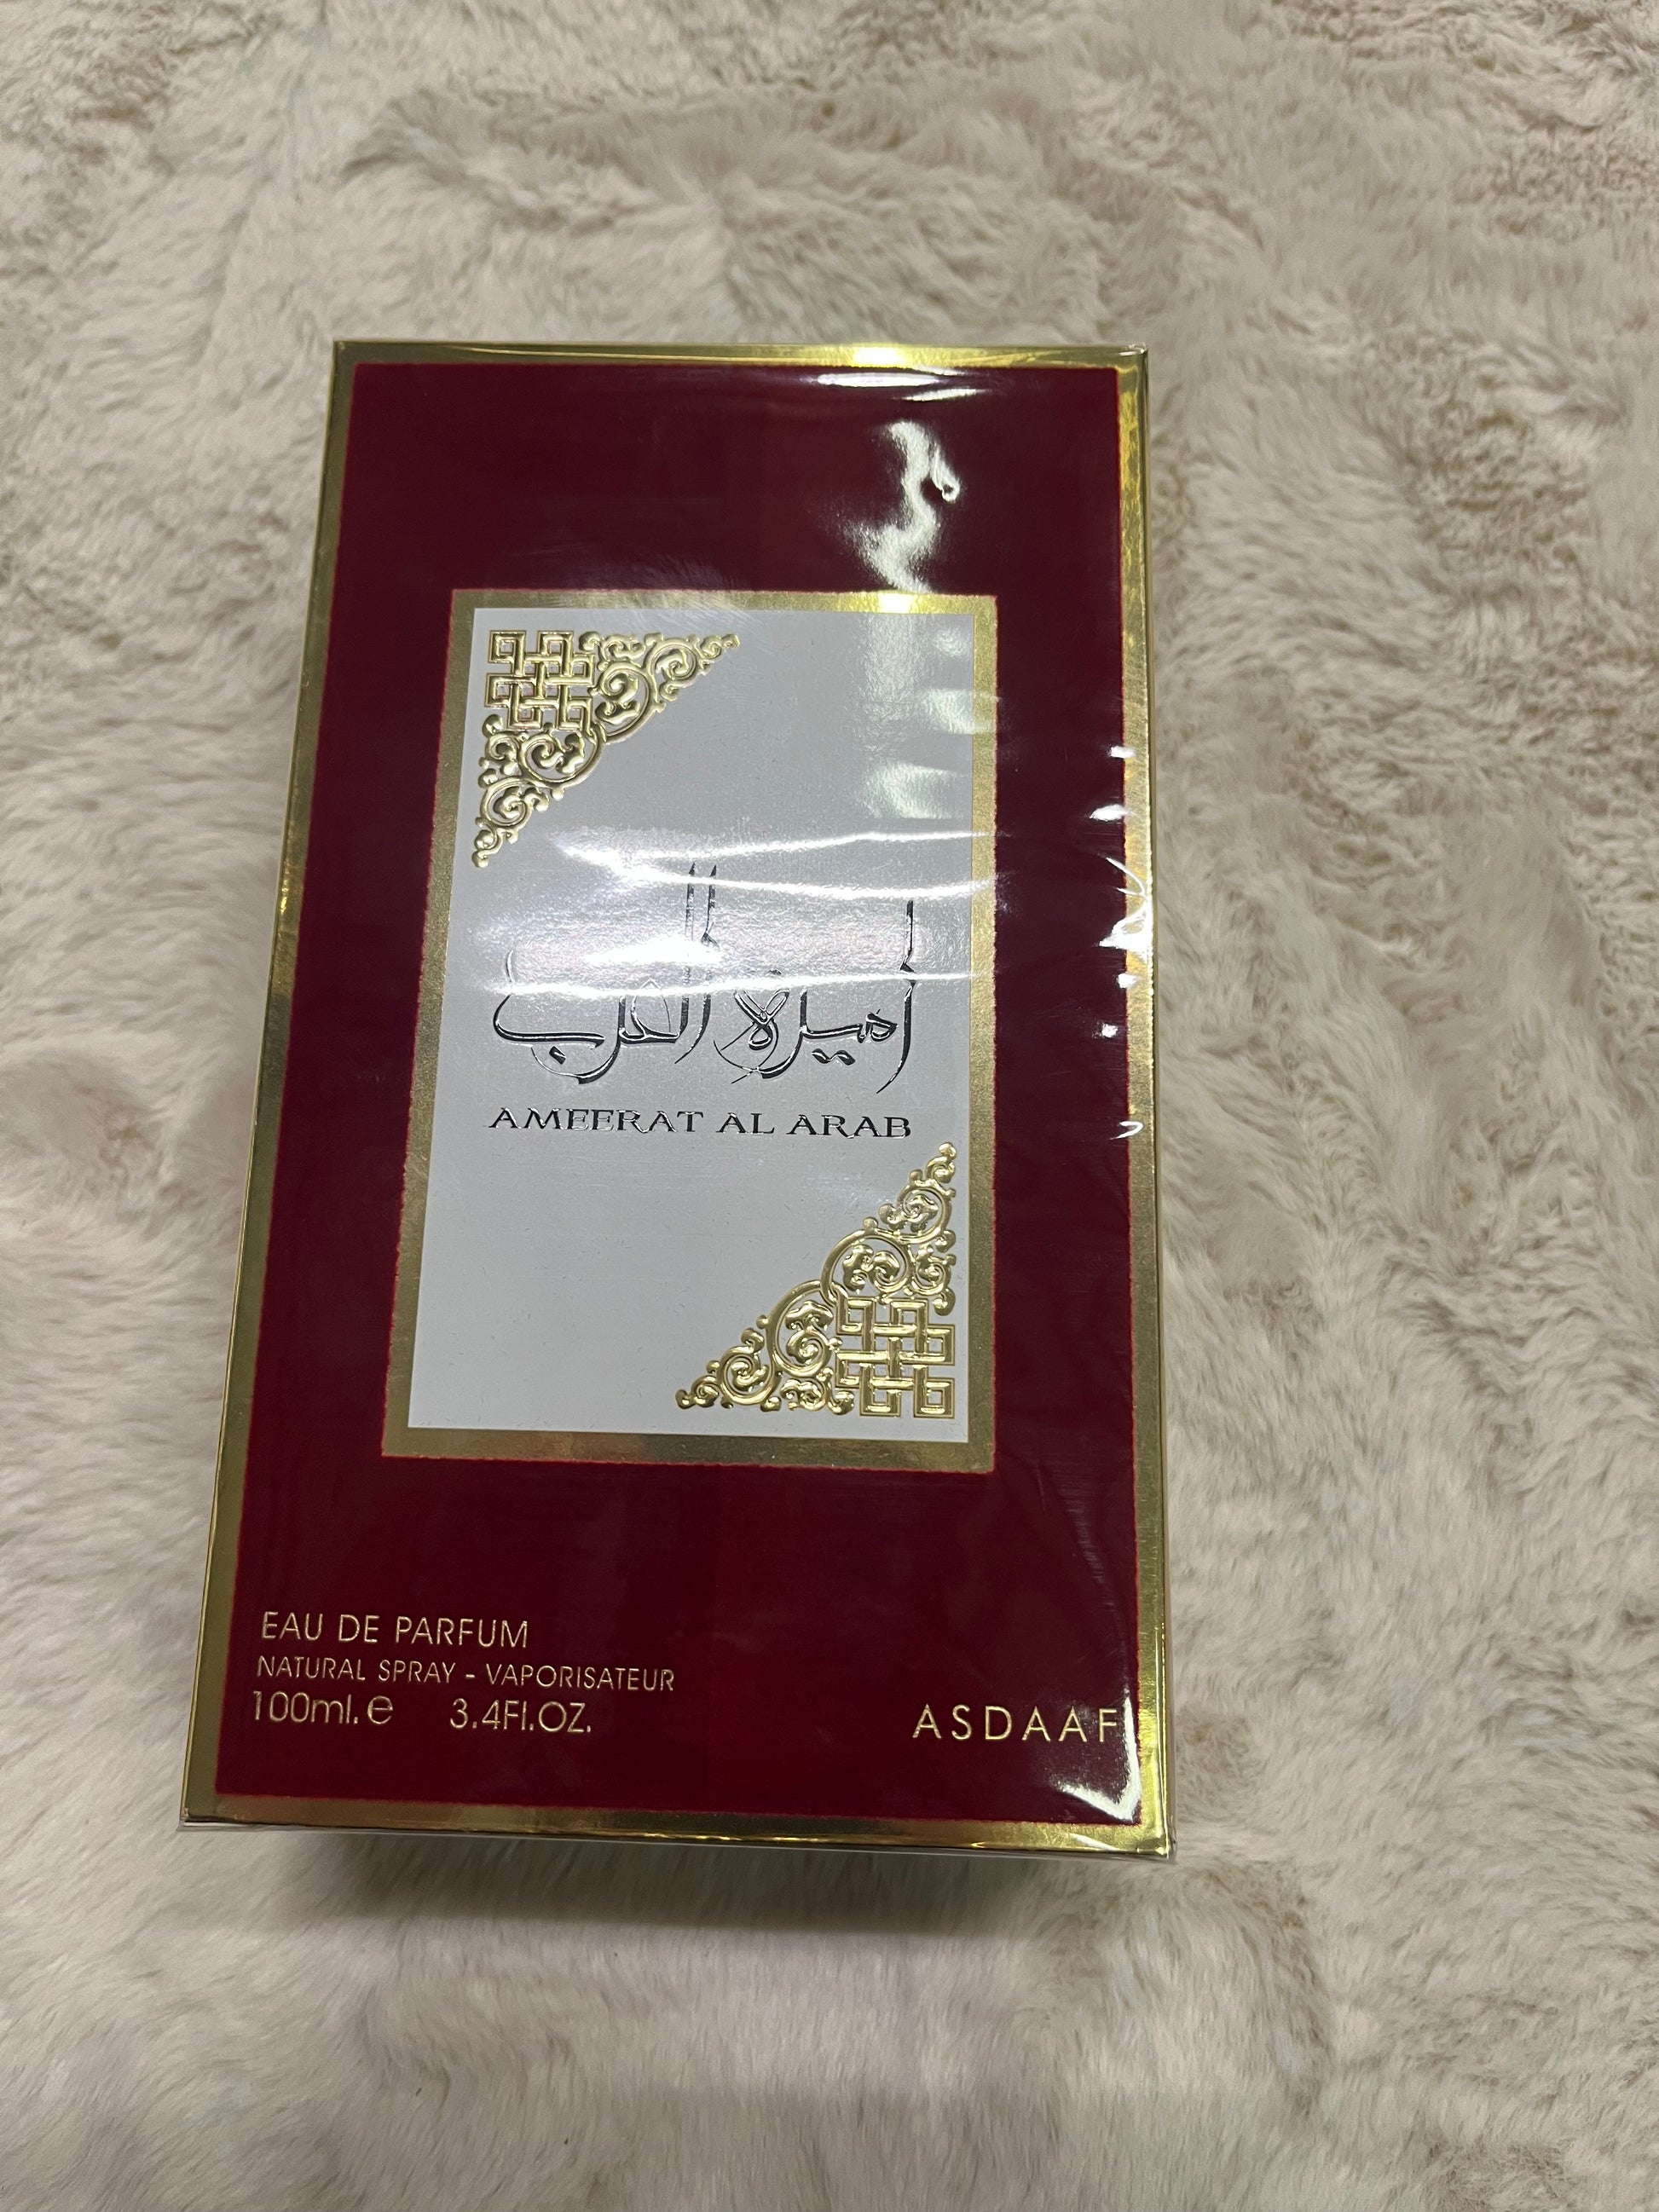 أميرة العرب
AMEERAT AL ARAB
EAU DE PARFUM
NATURAL SPRAY - VAPORISATEUR
100ml. e 3.4Fl.OZ.
ASDAAF